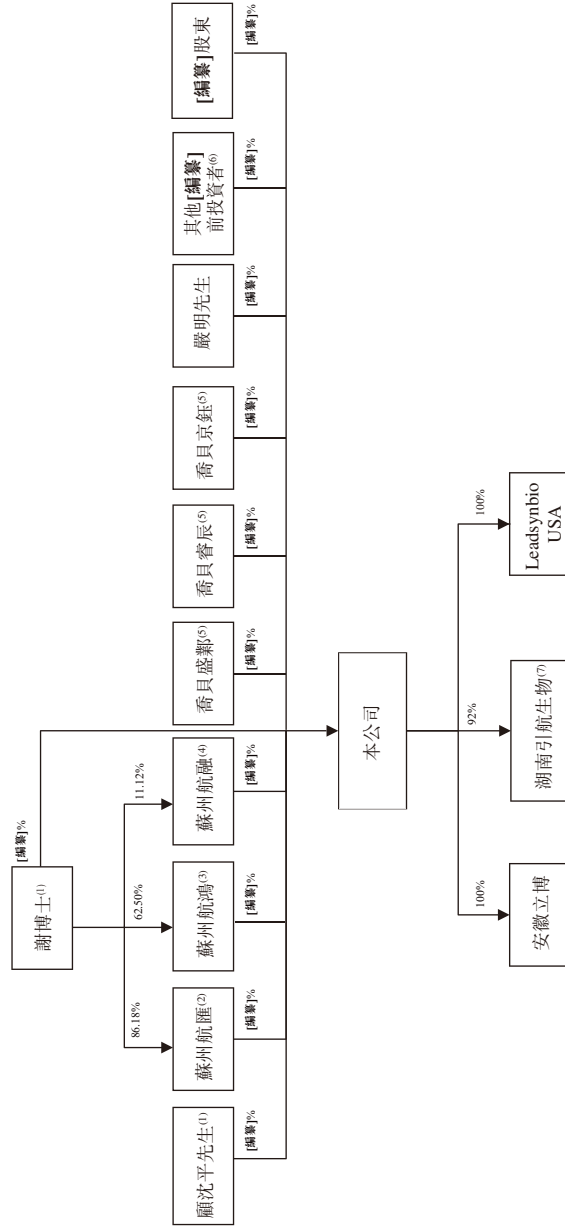 [編纂]%
謝博士(1)
86.18%
62.50%
11.12%
顧沈平先生(1)
蘇州航匯(2)
蘇州航鴻(3)
蘇州航融(4)
喬貝盛鄴(5)
喬貝睿辰(5)
喬貝京鈺(5)
嚴明先生
其他[編纂]
前投資者(6)
[編纂]股東
[編纂]%
[編纂]%
[編纂]%
[編纂]%
[編纂]%
[編纂]%
[編纂]%
[編纂]%
[編纂]%
[編纂]%
本公司
100%
92%
100%
安徽立博
湖南引航生物(7)
Leadsynbio
USA